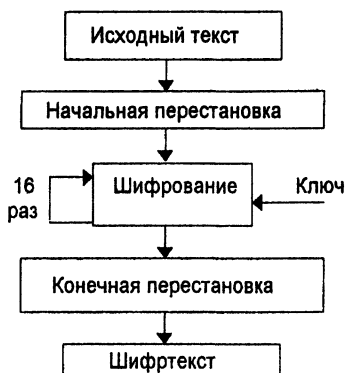 Исходный текст
Начальная перестановка
16
раз
Шифрование
Ключ
Конечная перестановка
Шифртекст